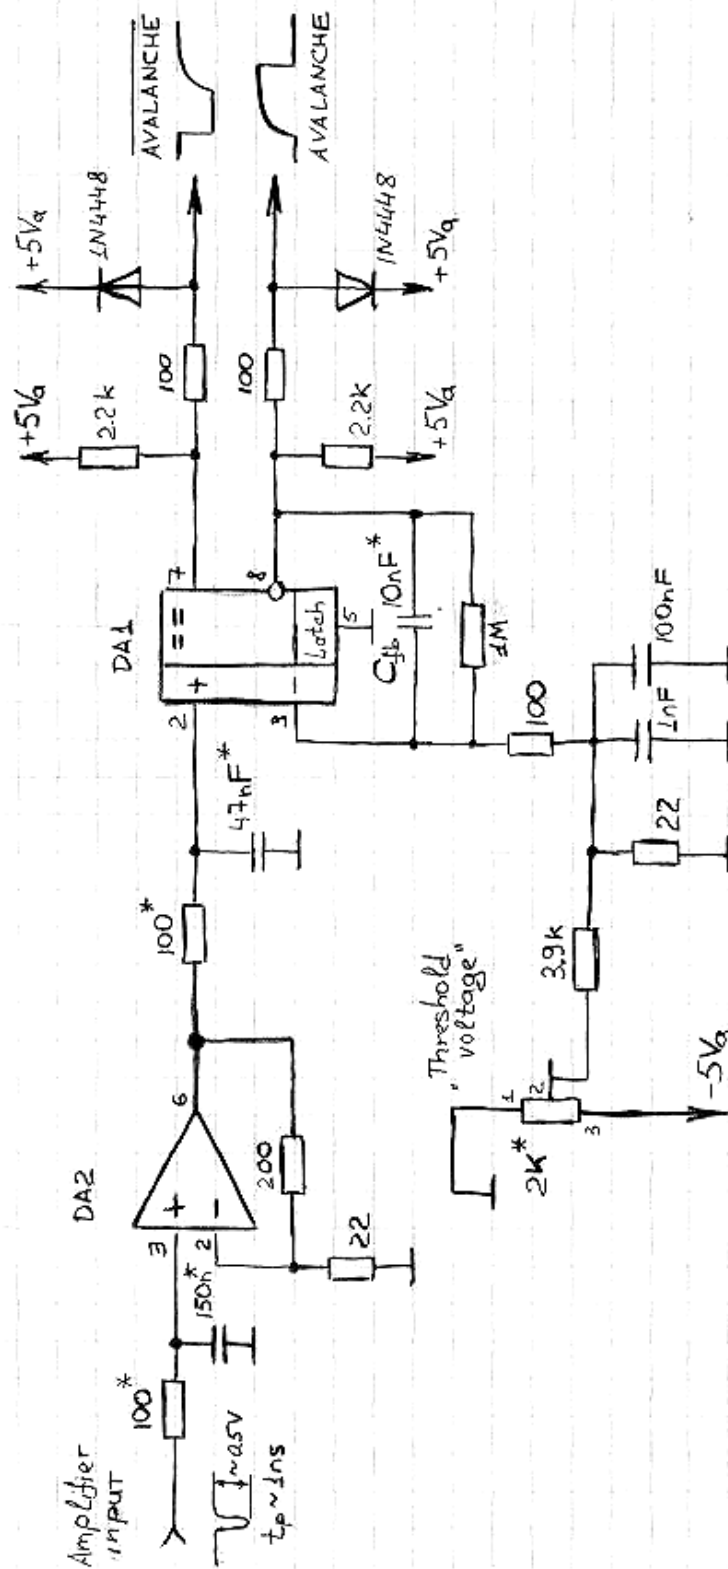 Amplifier
input
~0.5V
tp~1ns
100*
150n*
DA2
3
2
+
−
6
200
22
100*
47nF*
DA1
2
3
+
−
==
Latch
7
8
5
Cfb
10nF*
1M
100
1nF
100nF
22
3.9k
"Threshold
voltage"
1
2
3
2K*
-5Va
+5Va
2.2k
100
+5Va
1N4448
AVALANCHE
100
2.2k
+5Va
1N4448
+5Va
AVALANCHE